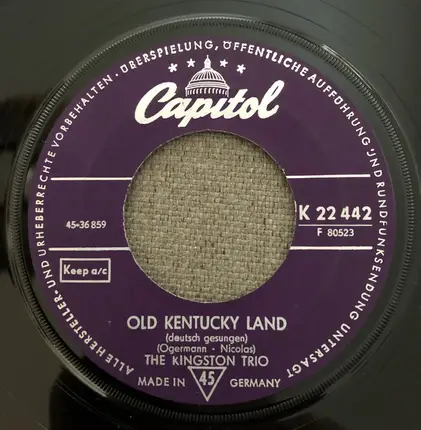 ALLE HERSTELLER- UND URHEBERRECHTE VORBEHALTEN · ÜBERSPIELUNG, ÖFFENTLICHE AUFFÜHRUNG UND RUNDFUNKSENDUNG UNTERSAGT
Capitol
45-36 859
K 22 442
F 80523
Keep a/c
OLD KENTUCKY LAND
(deutsch gesungen)
(Ogermann - Nicolas)
THE KINGSTON TRIO
MADE IN 45 GERMANY